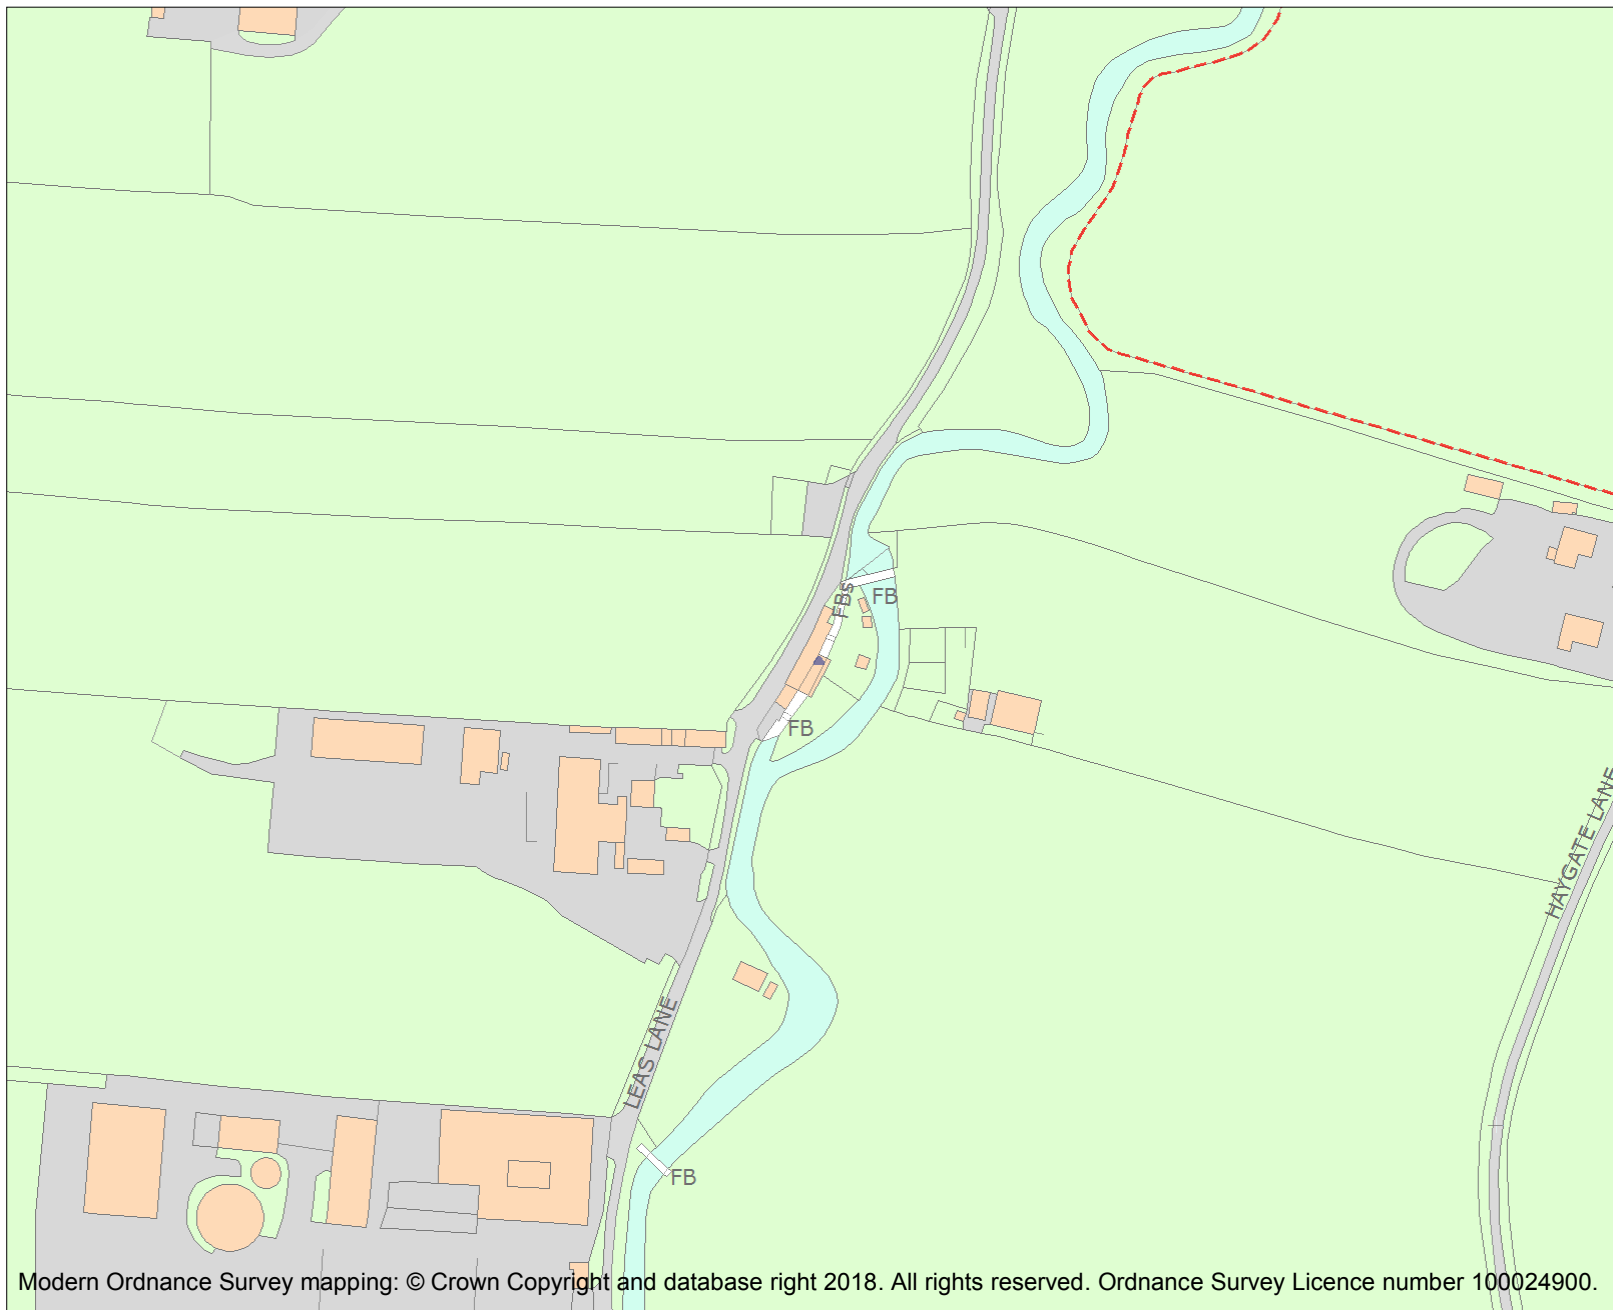 FBs
FB
FB
HAYGATE LANE
LEAS LANE
FB
Modern Ordnance Survey mapping: © Crown Copyright and database right 2018. All rights reserved. Ordnance Survey Licence number 100024900.